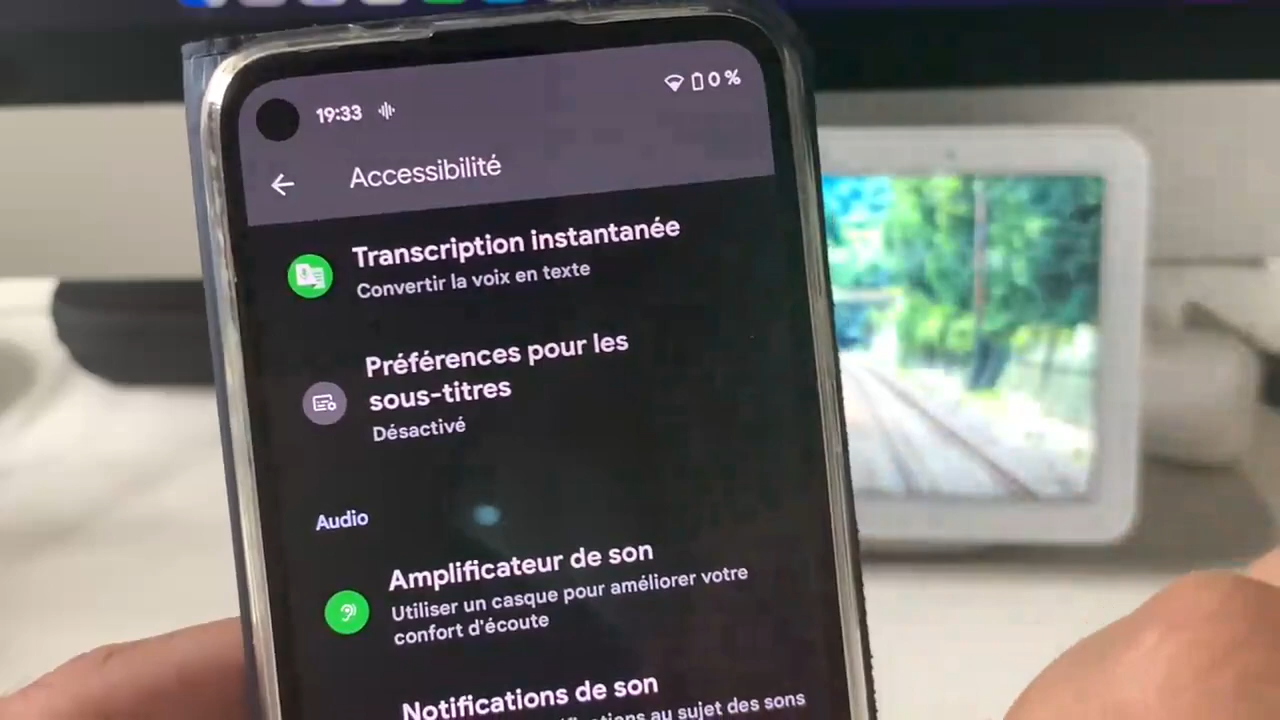 19:33
0 %
Accessibilité
Transcription instantanée
Convertir la voix en texte
Préférences pour les
sous-titres
Désactivé
Audio
Amplificateur de son
Utiliser un casque pour améliorer votre
confort d'écoute
Notifications de son
au sujet des sons